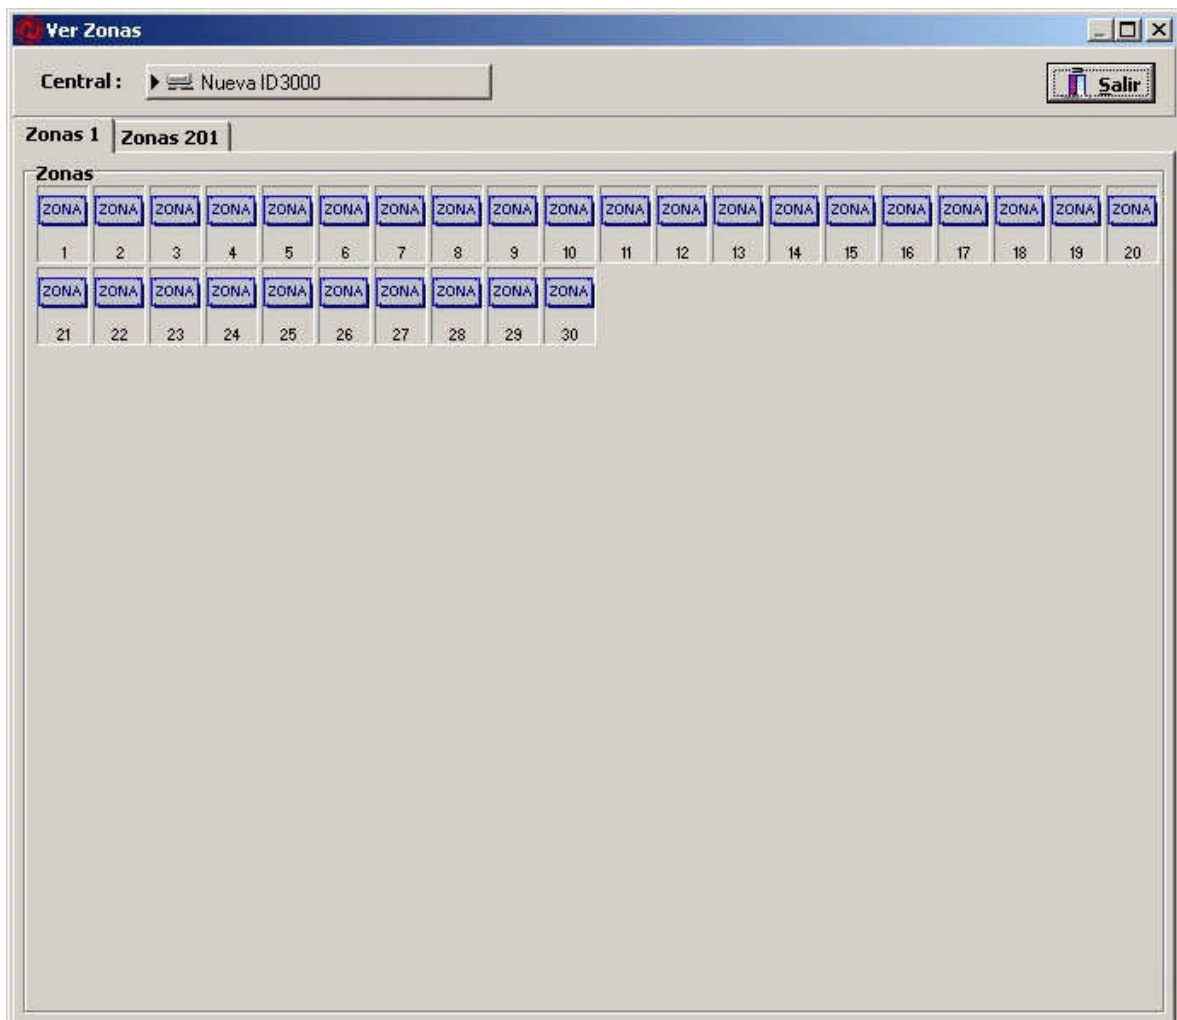 Ver Zonas
Central : Nueva ID3000 Salir
Zonas 1 Zonas 201
Zonas
ZONA ZONA ZONA ZONA ZONA ZONA ZONA ZONA ZONA ZONA ZONA ZONA ZONA ZONA ZONA ZONA ZONA ZONA ZONA ZONA
1 2 3 4 5 6 7 8 9 10 11 12 13 14 15 16 17 18 19 20
ZONA ZONA ZONA ZONA ZONA ZONA ZONA ZONA ZONA ZONA
21 22 23 24 25 26 27 28 29 30